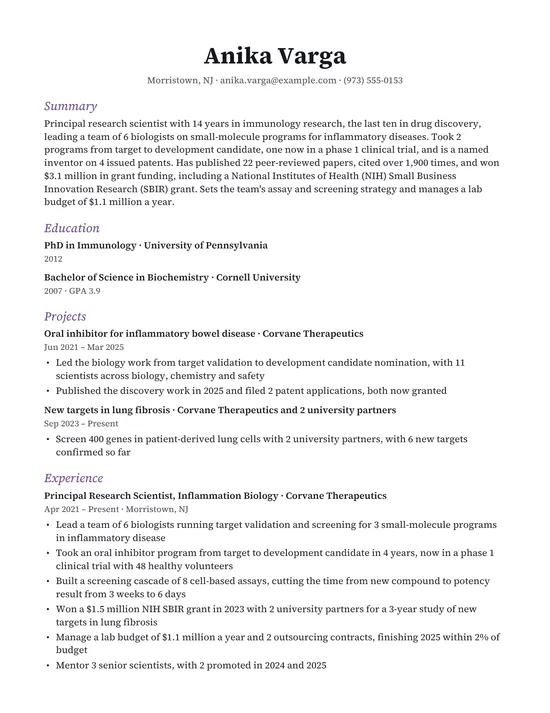 Anika Varga
Morristown, NJ · anika.varga@example.com · (973) 555-0153
Summary
Principal research scientist with 14 years in immunology research, the last ten in drug discovery,
leading a team of 6 biologists on small-molecule programs for inflammatory diseases. Took 2
programs from target to development candidate, one now in a phase 1 clinical trial, and is a named
inventor on 4 issued patents. Has published 22 peer-reviewed papers, cited over 1,900 times, and won
$3.1 million in grant funding, including a National Institutes of Health (NIH) Small Business
Innovation Research (SBIR) grant. Sets the team's assay and screening strategy and manages a lab
budget of $1.1 million a year.
Education
PhD in Immunology · University of Pennsylvania
2012
Bachelor of Science in Biochemistry · Cornell University
2007 · GPA 3.9
Projects
Oral inhibitor for inflammatory bowel disease · Corvane Therapeutics
Jun 2021 – Mar 2025
• Led the biology work from target validation to development candidate nomination, with 11
scientists across biology, chemistry and safety
• Published the discovery work in 2025 and filed 2 patent applications, both now granted
New targets in lung fibrosis · Corvane Therapeutics and 2 university partners
Sep 2023 – Present
• Screen 400 genes in patient-derived lung cells with 2 university partners, with 6 new targets
confirmed so far
Experience
Principal Research Scientist, Inflammation Biology · Corvane Therapeutics
Apr 2021 – Present · Morristown, NJ
• Lead a team of 6 biologists running target validation and screening for 3 small-molecule programs
in inflammatory disease
• Took an oral inhibitor program from target to development candidate in 4 years, now in a phase 1
clinical trial with 48 healthy volunteers
• Built a screening cascade of 8 cell-based assays, cutting the time from new compound to potency
result from 3 weeks to 6 days
• Won a $1.5 million NIH SBIR grant in 2023 with 2 university partners for a 3-year study of new
targets in lung fibrosis
• Manage a lab budget of $1.1 million a year and 2 outsourcing contracts, finishing 2025 within 2% of
budget
• Mentor 3 senior scientists, with 2 promoted in 2024 and 2025